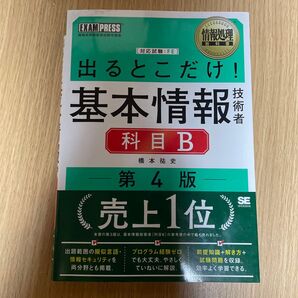 EXAMPRESS
対応試験：FE
情報処理
教科書
出るとこだけ！
基本情報
技術者
科目B
橋本祐史
第4版
売上1位
SE
SHOEISHA
出題範囲の擬似言語・
情報セキュリティを
両分野とも掲載。
プログラム経験ゼロ
でも大丈夫。やさしく
ていねいに解説。
前提知識＋解き方＋
試験問題を収録。
効率よく学習できる。